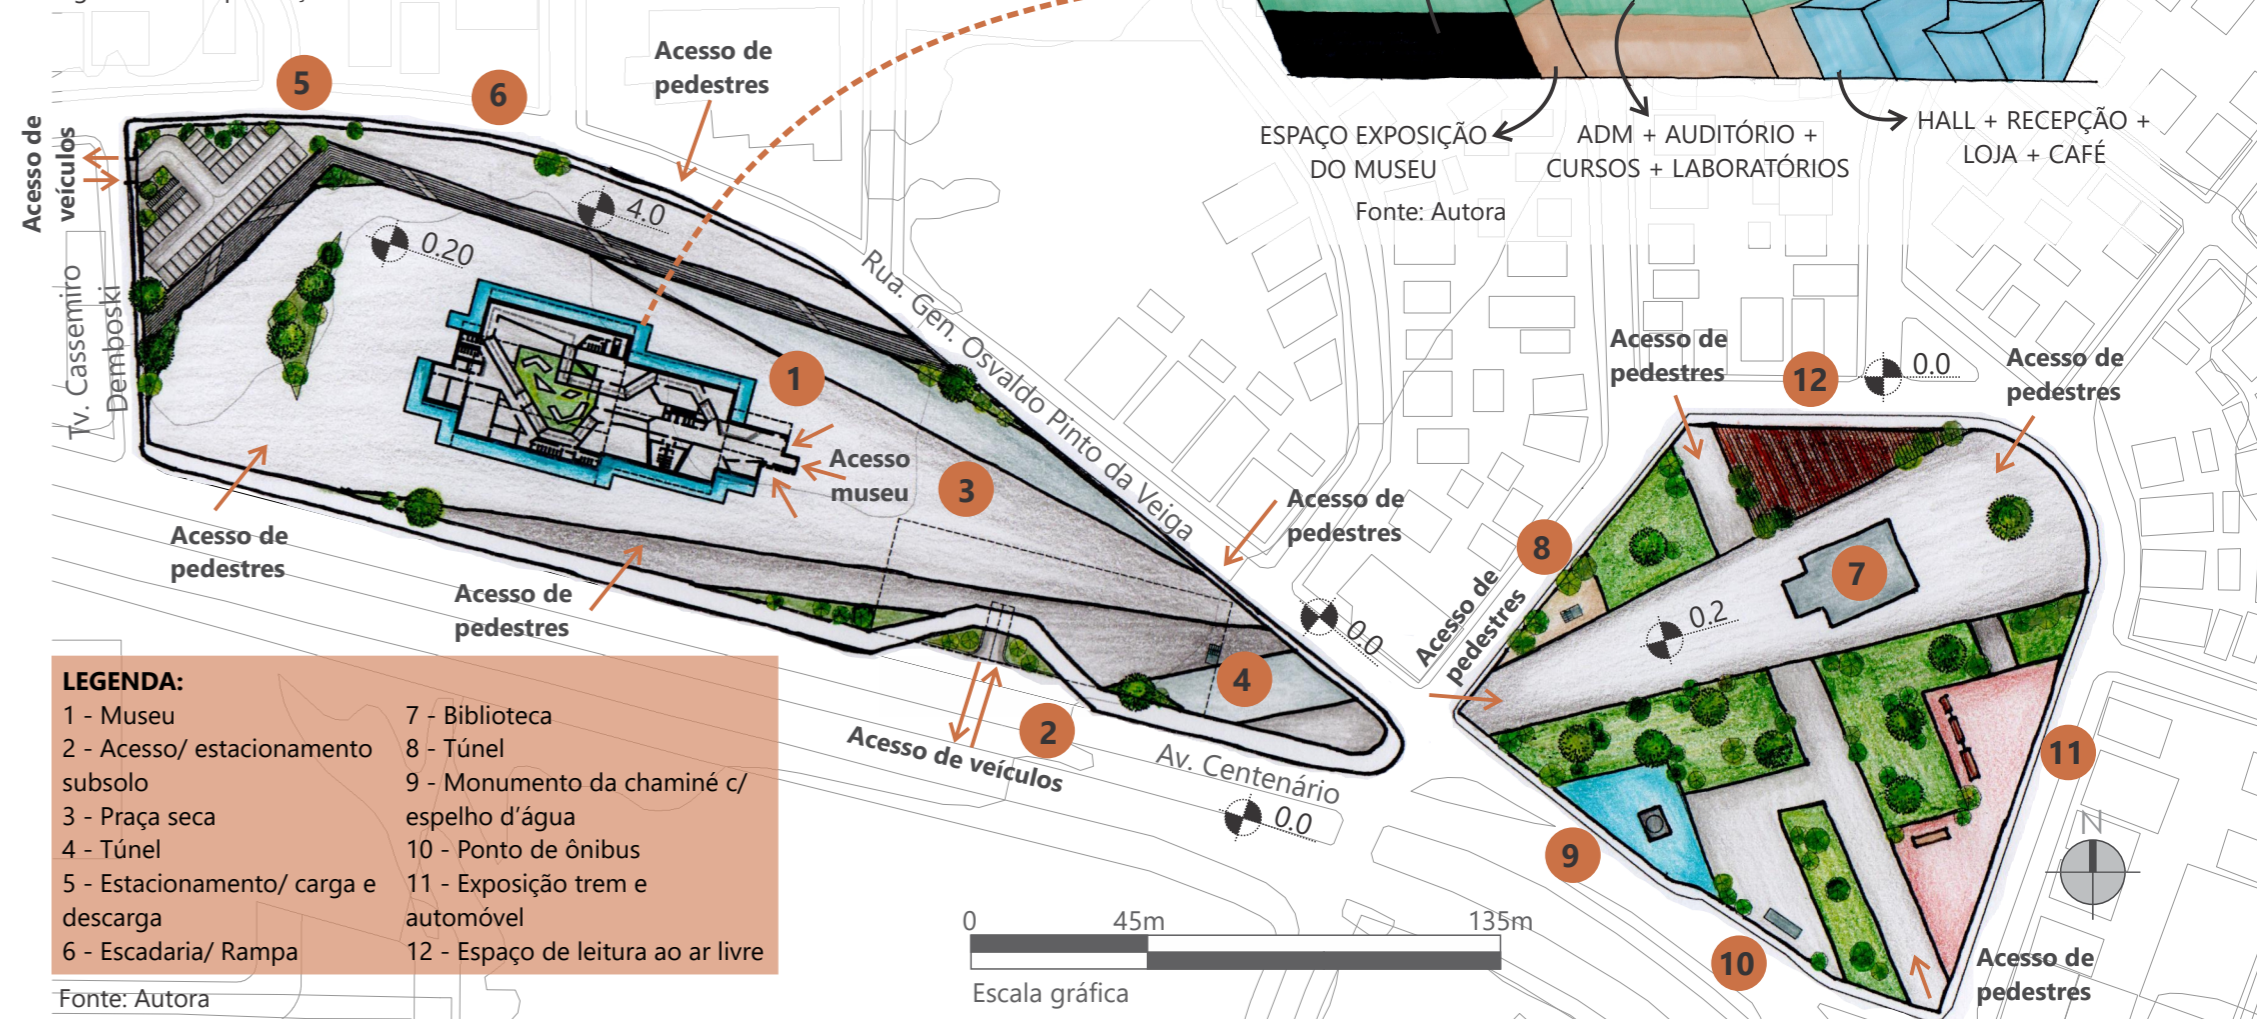 Acesso de
pedestres
5
6
Acesso de
veículos
ESPAÇO EXPOSIÇÃO
DO MUSEU
ADM + AUDITÓRIO +
CURSOS + LABORATÓRIOS
HALL + RECEPÇÃO +
LOJA + CAFÉ
Fonte: Autora
4.0
0.20
Tv. Cassemiro
Demboski
Rua. Gen. Osvaldo Pinto da Veiga
1
Acesso
museu
3
Acesso de
pedestres
Acesso de
pedestres
Acesso de
pedestres
0.0
4
2
Acesso de veículos
Av. Centenário
0.0
Acesso de
pedestres
12
0.0
Acesso de
pedestres
8
Acesso de
pedestres
7
0.2
11
9
10
N
Acesso de
pedestres
LEGENDA:
1 - Museu
2 - Acesso/ estacionamento
subsolo
3 - Praça seca
4 - Túnel
5 - Estacionamento/ carga e
descarga
6 - Escadaria/ Rampa
7 - Biblioteca
8 - Túnel
9 - Monumento da chaminé c/
espelho d’água
10 - Ponto de ônibus
11 - Exposição trem e
automóvel
12 - Espaço de leitura ao ar livre
Fonte: Autora
0 45m 135m
Escala gráfica